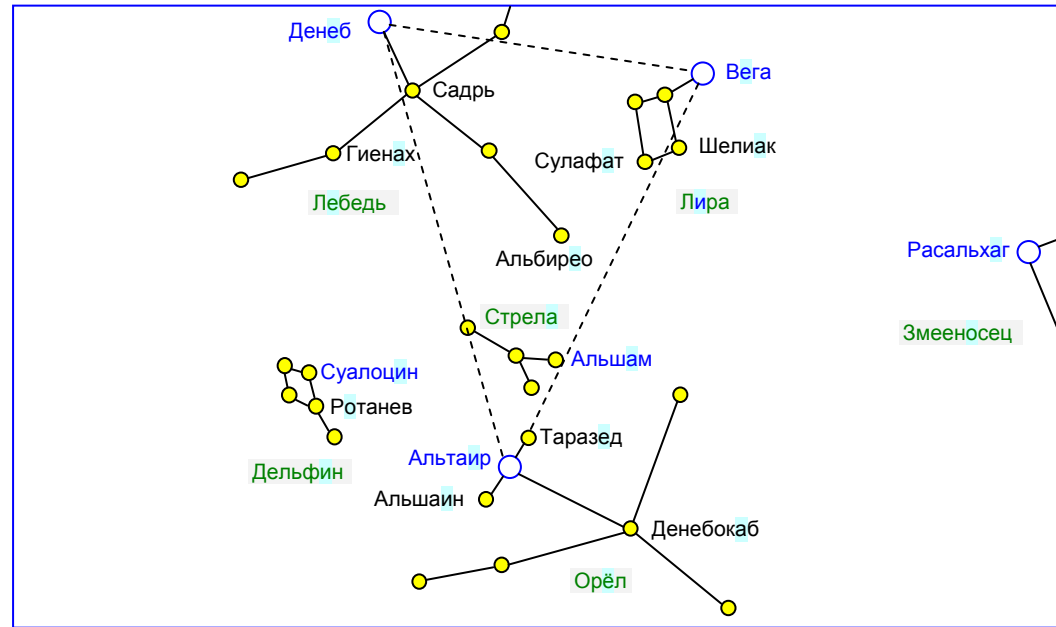 Денеб
Вега
Садрь
Шелиак
Гиенах
Сулафат
Лебедь
Лира
Альбирео
Расальхаг
Стрела
Змееносец
Альшам
Суалоцин
Ротанев
Таразед
Альтаир
Дельфин
Альшаин
Денебокаб
Орёл